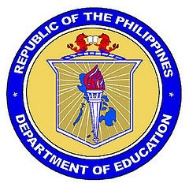 REPUBLIC OF THE PHILIPPINES
DEPARTMENT OF EDUCATION